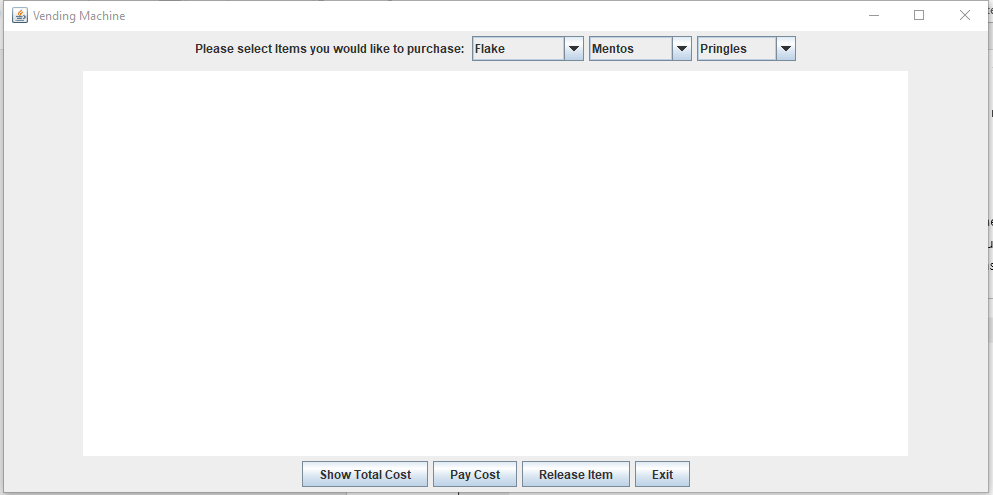 Vending Machine
Please select Items you would like to purchase: Flake Mentos Pringles
Show Total Cost Pay Cost Release Item Exit